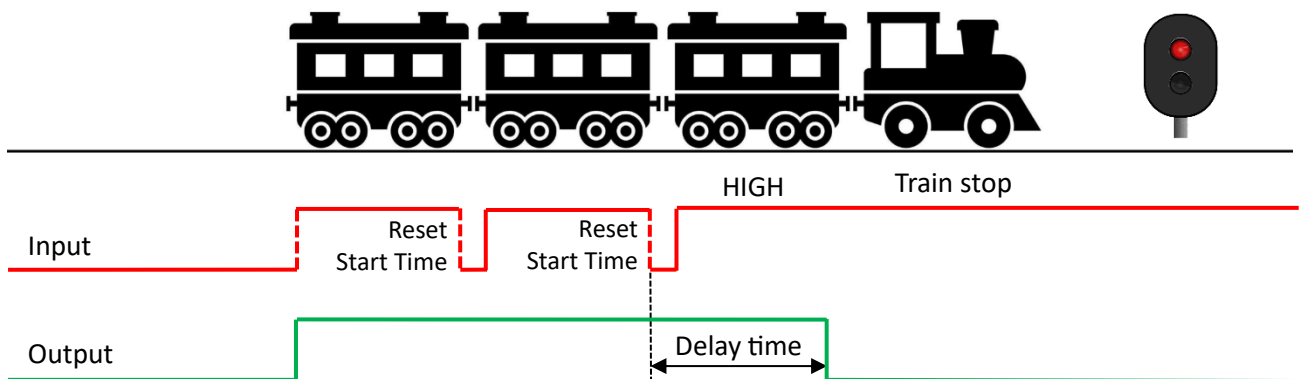 HIGH
Train stop
Input
Reset
Start Time
Reset
Start Time
Output
Delay time